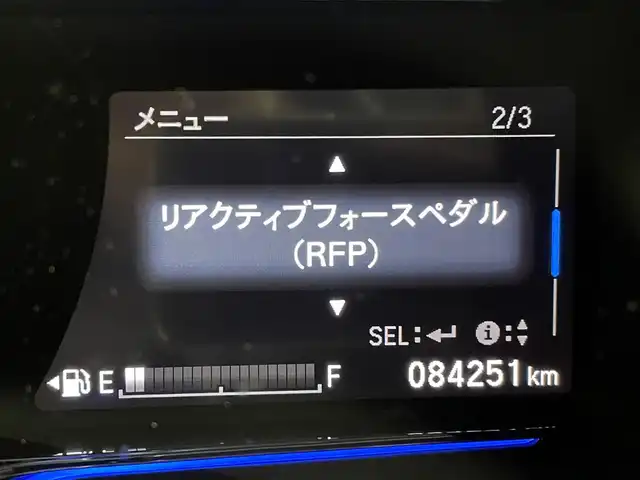 メニュー 2/3
▲
リアクティブフォースペダル
(RFP)
▼
SEL:↵ i:
E F 084251km